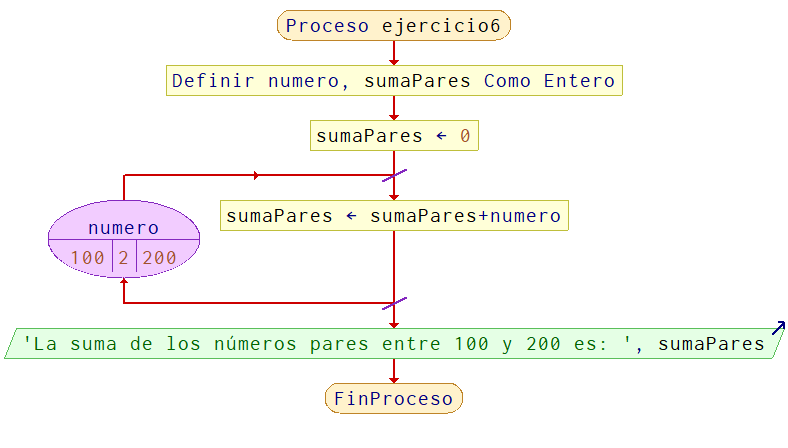 Proceso ejercicio6
Definir numero, sumaPares Como Entero
sumaPares ← 0
sumaPares ← sumaPares+numero
numero
100 2 200
'La suma de los números pares entre 100 y 200 es: ', sumaPares
FinProceso